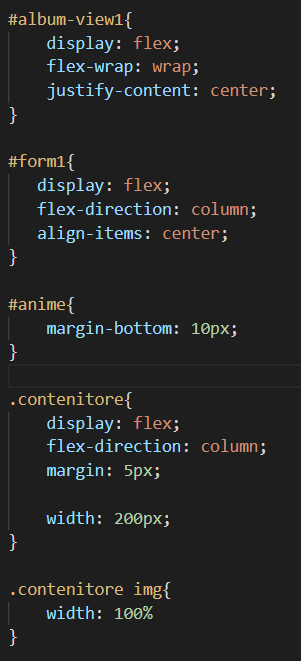 #album-view1{
    display: flex;
    flex-wrap: wrap;
    justify-content: center;
}

#form1{
   display: flex;
   flex-direction: column;
   align-items: center;
}

#anime{
    margin-bottom: 10px;
}

.contenitore{
    display: flex;
    flex-direction: column;
    margin: 5px;

    width: 200px;
}

.contenitore img{
    width: 100%
}